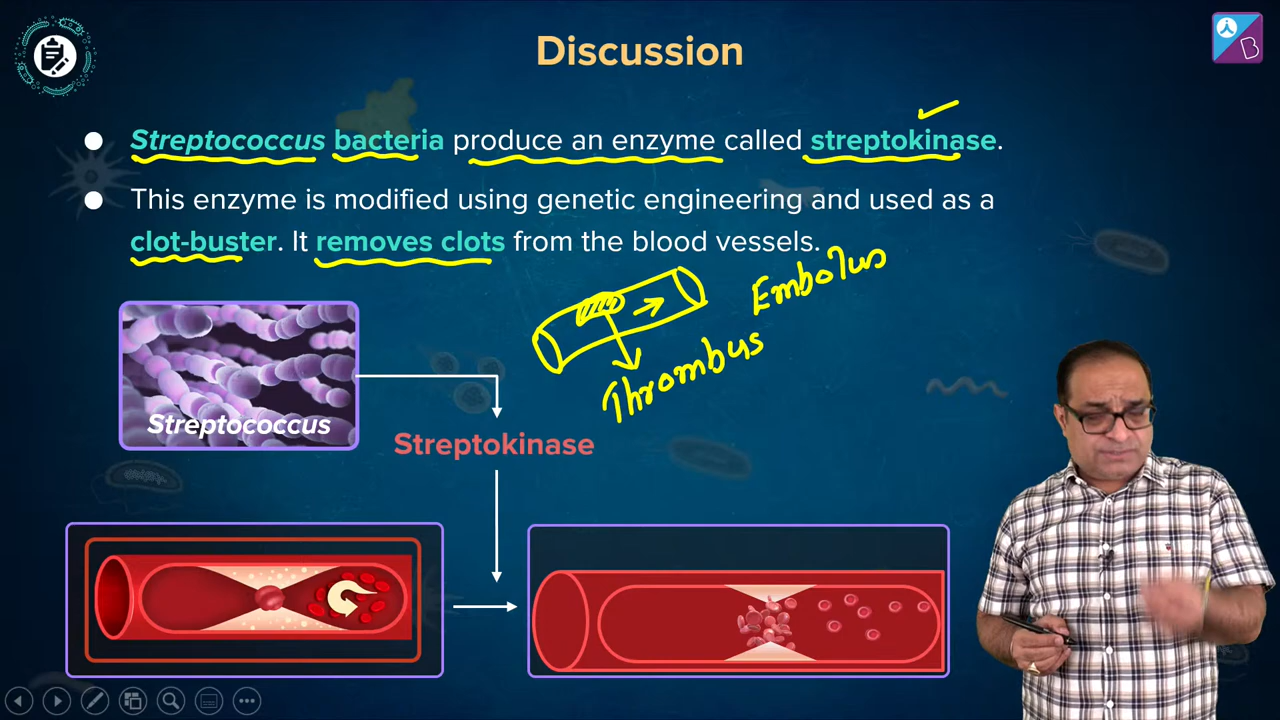 Discussion
Streptococcus bacteria produce an enzyme called streptokinase.
This enzyme is modified using genetic engineering and used as a
clot-buster. It removes clots from the blood vessels.
Embolus
Thrombus
Streptococcus
Streptokinase
B